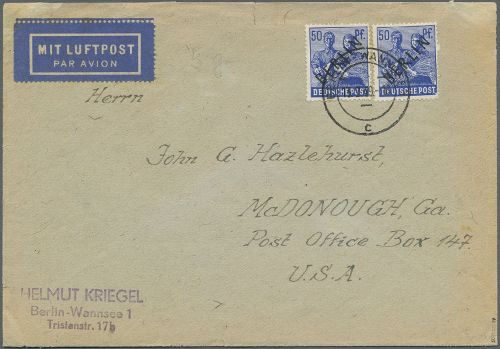 MIT LUFTPOST
PAR AVION
50 Pf.
BERLIN
DEUTSCHE POST
50 Pf.
BERLIN
DEUTSCHE POST
WANNSEE
c
Herrn
John G. Hazlehurst,
McDONOUGH, Ga.
Post Office Box 147.
U.S.A.
HELMUT KRIEGEL
Berlin-Wannsee 1
Tristanstr. 17b